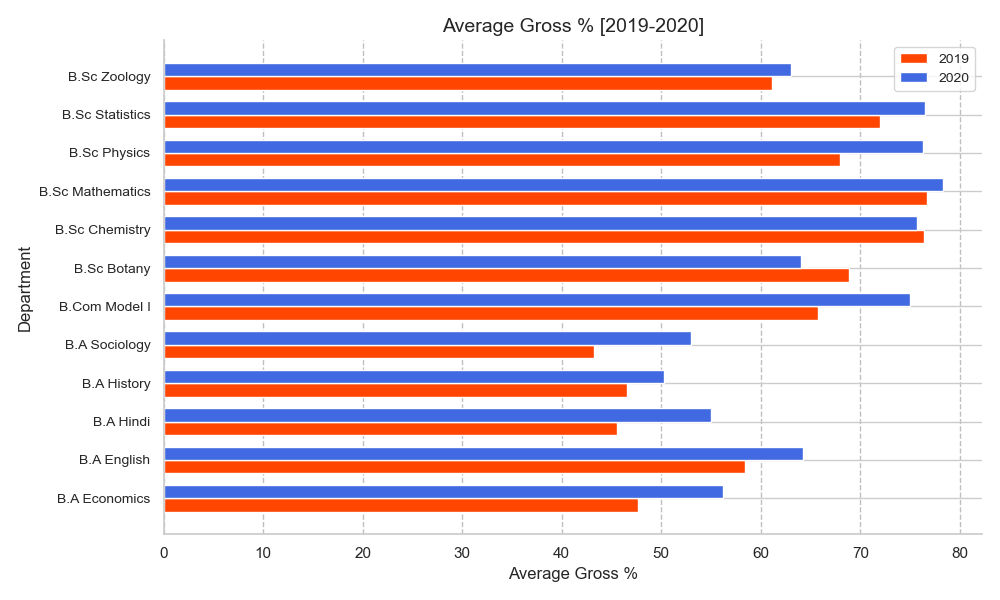 Average Gross % [2019-2020]
2019
2020
B.Sc Zoology
B.Sc Statistics
B.Sc Physics
B.Sc Mathematics
B.Sc Chemistry
B.Sc Botany
B.Com Model I
B.A Sociology
B.A History
B.A Hindi
B.A English
B.A Economics
Department
0 10 20 30 40 50 60 70 80
Average Gross %